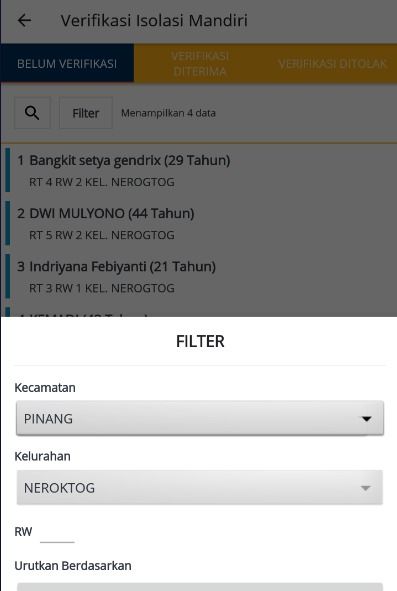 Verifikasi Isolasi Mandiri
BELUM VERIFIKASI
VERIFIKASI
DITERIMA
VERIFIKASI DITOLAK
Filter
Menampilkan 4 data
1 Bangkit setya gendrix (29 Tahun)
RT 4 RW 2 KEL. NEROGTOG
2 DWI MULYONO (44 Tahun)
RT 5 RW 2 KEL. NEROGTOG
3 Indriyana Febiyanti (21 Tahun)
RT 3 RW 1 KEL. NEROGTOG
FILTER
Kecamatan
PINANG
Kelurahan
NEROKTOG
RW
Urutkan Berdasarkan